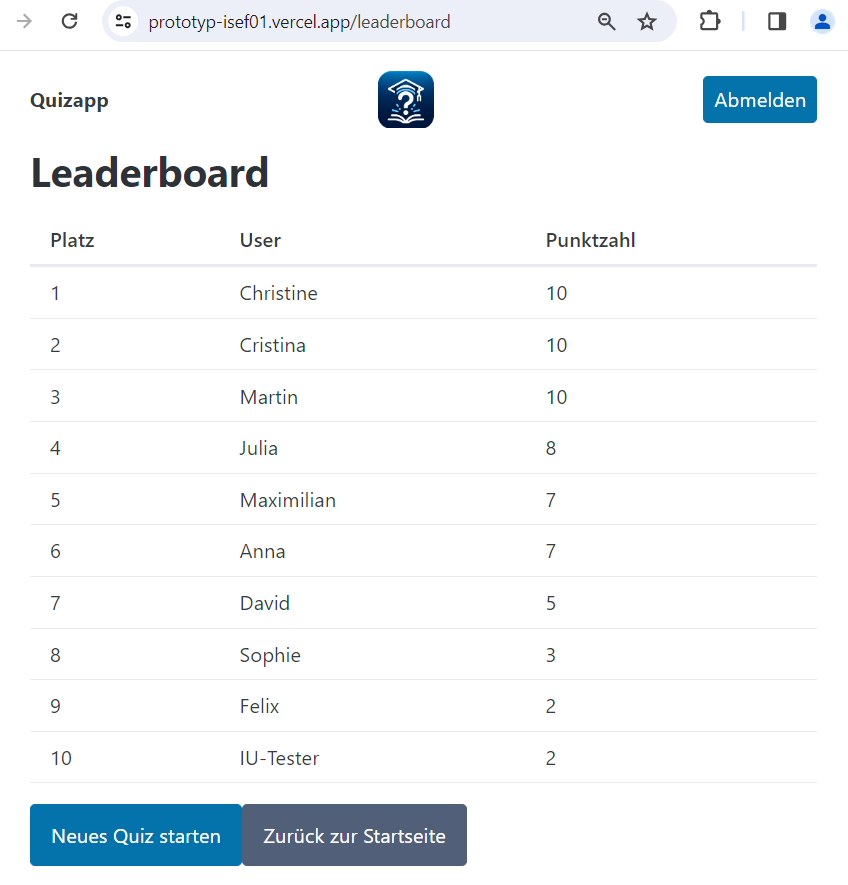 prototyp-isef01.vercel.app/leaderboard
Quizapp ? Abmelden
Leaderboard
Platz User Punktzahl
1 Christine 10
2 Cristina 10
3 Martin 10
4 Julia 8
5 Maximilian 7
6 Anna 7
7 David 5
8 Sophie 3
9 Felix 2
10 IU-Tester 2
Neues Quiz starten Zurück zur Startseite